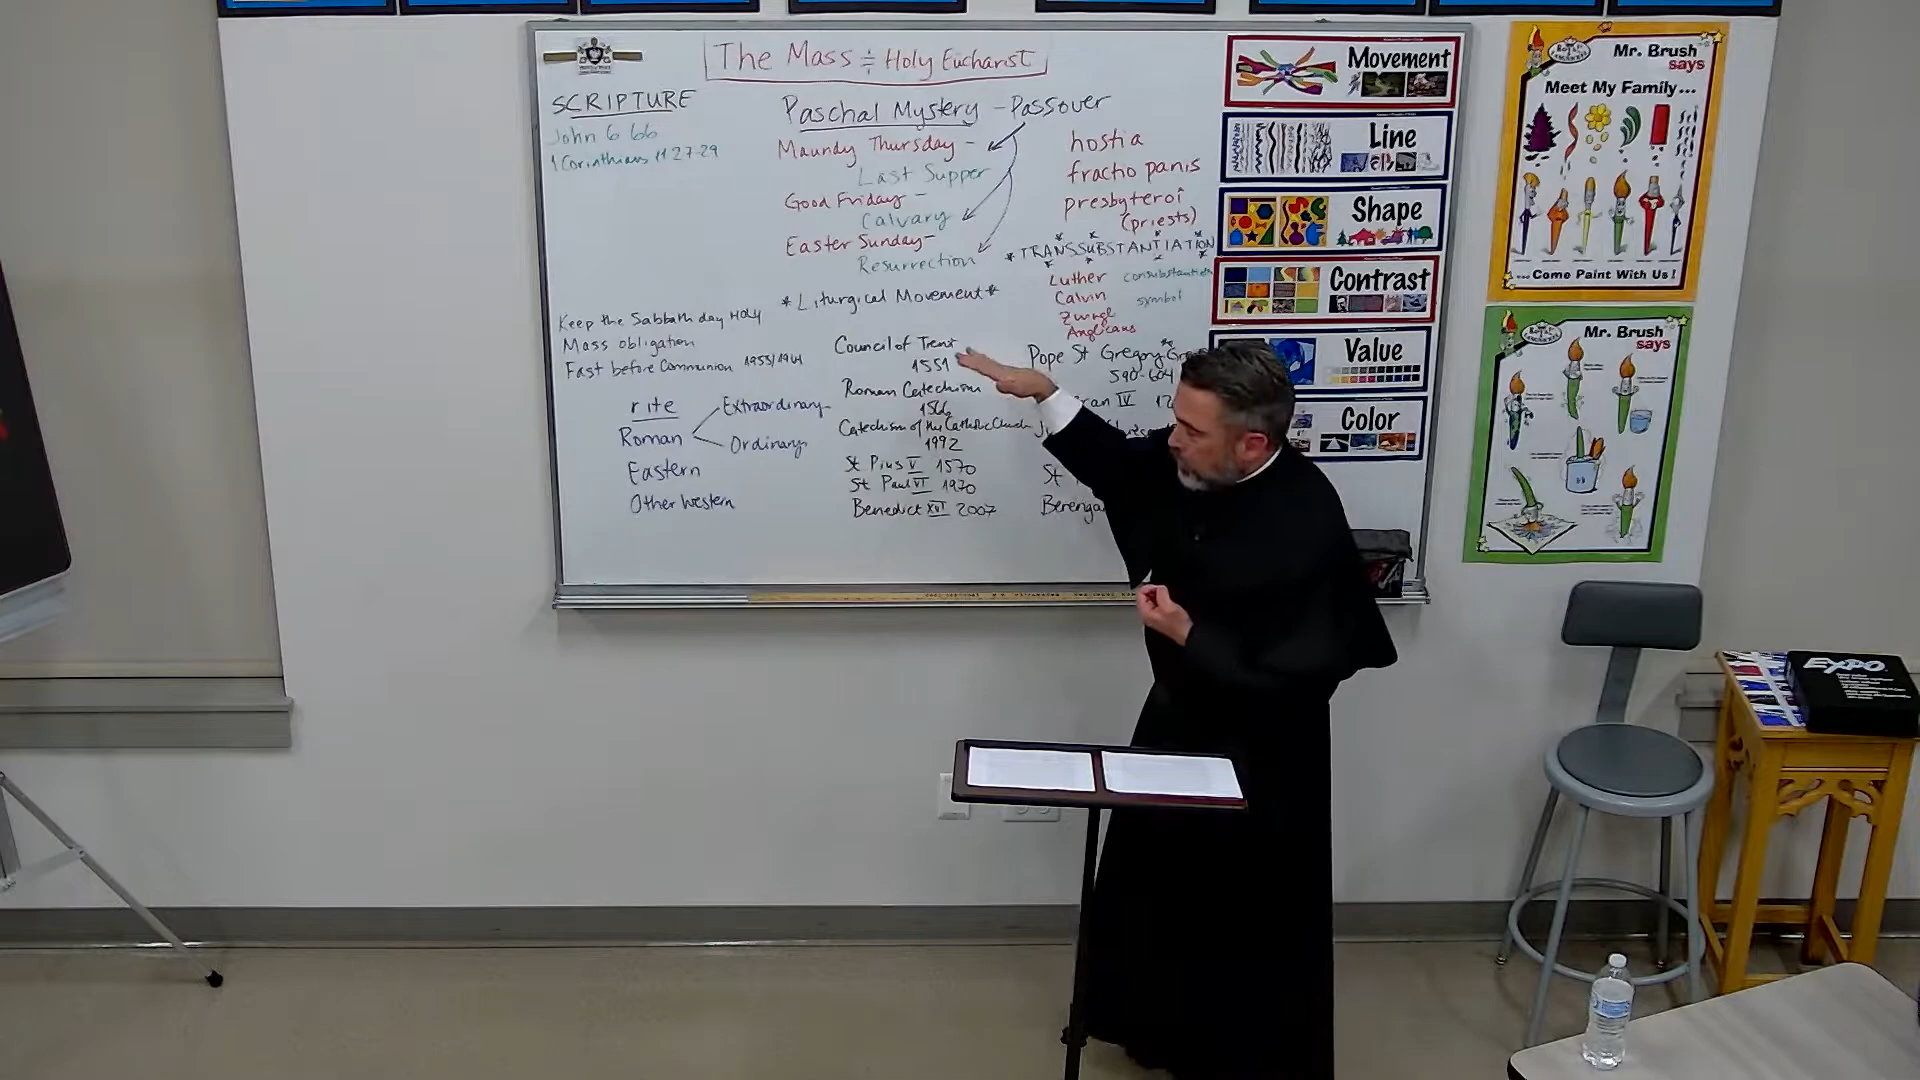 The Mass & Holy Eucharist
SCRIPTURE
John 6 66
1 Corinthians 11 27-29
Keep the Sabbath day HOLY
Mass obligation
Fast before Communion 1953/1964
rite
Roman
Extraordinary
Ordinary
Eastern
Other Western
Paschal Mystery - Passover
Maundy Thursday -
Last Supper
Good Friday -
Calvary
Easter Sunday -
Resurrection
* Liturgical Movement *
Council of Trent
1551
Roman Catechism
1566
Catechism of the Catholic Church
1992
St Pius V 1570
St Paul VI 1970
Benedict XVI 2007
hostia
fractio panis
presbyteroi
(priests)
* TRANSSUBSTANTIATION
Luther
Calvin symbol
Zwingli
Anglicans
Pope St Gregory
590-604
IV
St
Movement
Line
Shape
Contrast
Value
Color
Mr. Brush
says
Meet My Family...
...Come Paint With Us!
Mr. Brush
says
EXPO